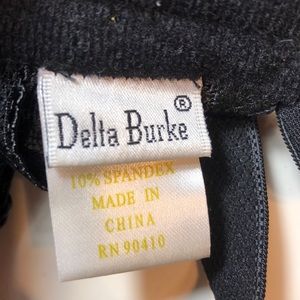 Delta Burke®
10% SPANDEX
MADE IN
CHINA
RN 90410